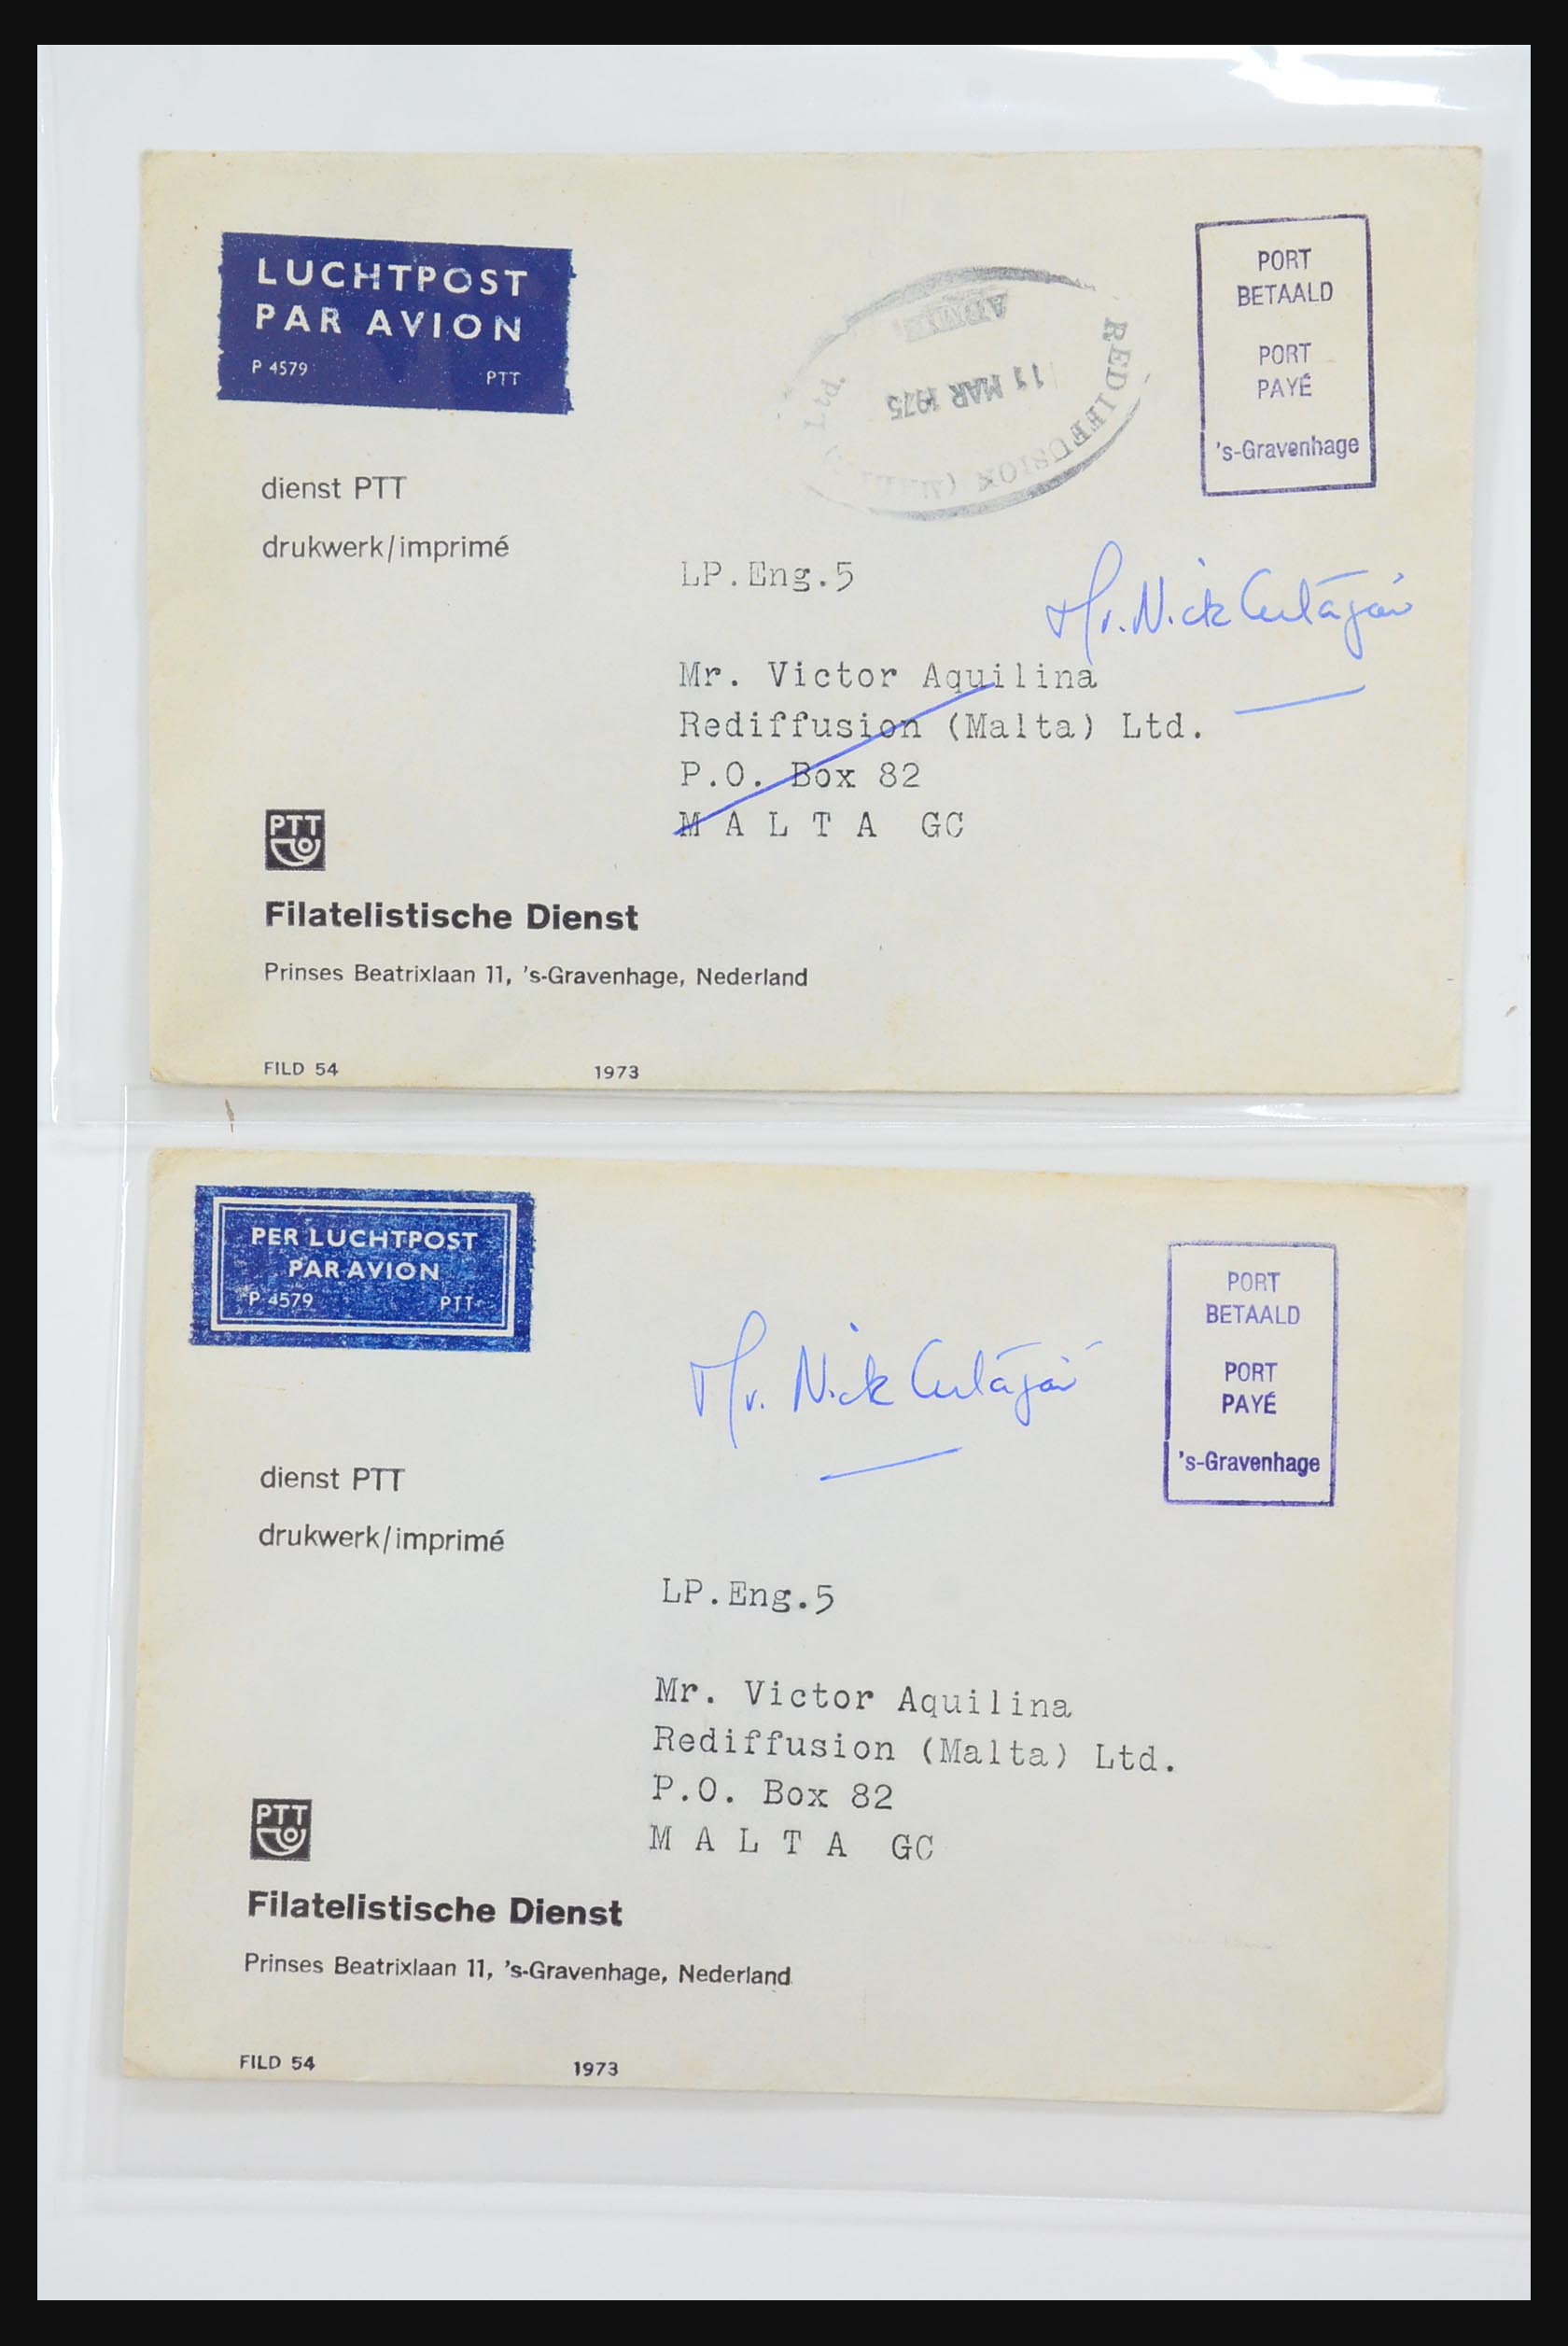 LUCHTPOST
PAR AVION
P 4579 PTT
REDIFFUSION Ltd.
11 MAR 1975
PORT
BETAALD
PORT
PAYÉ
's-Gravenhage
dienst PTT
drukwerk/imprimé
LP.Eng.5
Mr. Nick
Mr. Victor Aquilina
Rediffusion (Malta) Ltd.
P.O. Box 82
M A L T A GC
PTT
Filatelistische Dienst
Prinses Beatrixlaan 11, 's-Gravenhage, Nederland
FILD 54 1973
PER LUCHTPOST
PAR AVION
P 4579 PTT
PORT
BETAALD
PORT
PAYÉ
's-Gravenhage
Mr. Nick
dienst PTT
drukwerk/imprimé
LP.Eng.5
Mr. Victor Aquilina
Rediffusion (Malta) Ltd.
P.O. Box 82
M A L T A GC
PTT
Filatelistische Dienst
Prinses Beatrixlaan 11, 's-Gravenhage, Nederland
FILD 54 1973